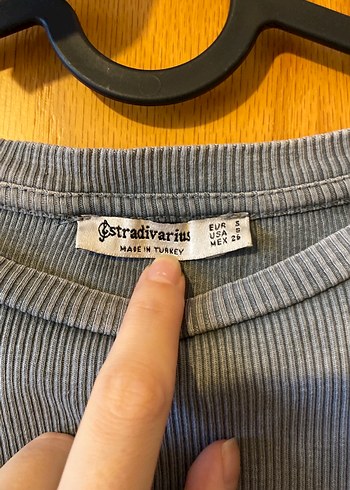 stradivarius
MADE IN TURKEY
EUR S
USA S
MEX 26